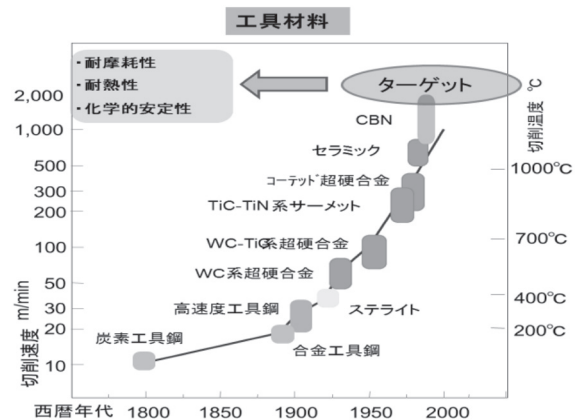 工具材料
・耐摩耗性
・耐熱性
・化学的安定性
ターゲット
℃
切削温度
2,000
1,000
500
300
200
100
50
30
20
10
切削速度 m/min
CBN
セラミック
コーテッド超硬合金
TiC-TiN系サーメット
WC-TiC系超硬合金
WC系超硬合金
高速度工具鋼
ステライト
炭素工具鋼
合金工具鋼
1000℃
700℃
400℃
200℃
西暦年代 1800 1850 1900 1950 2000